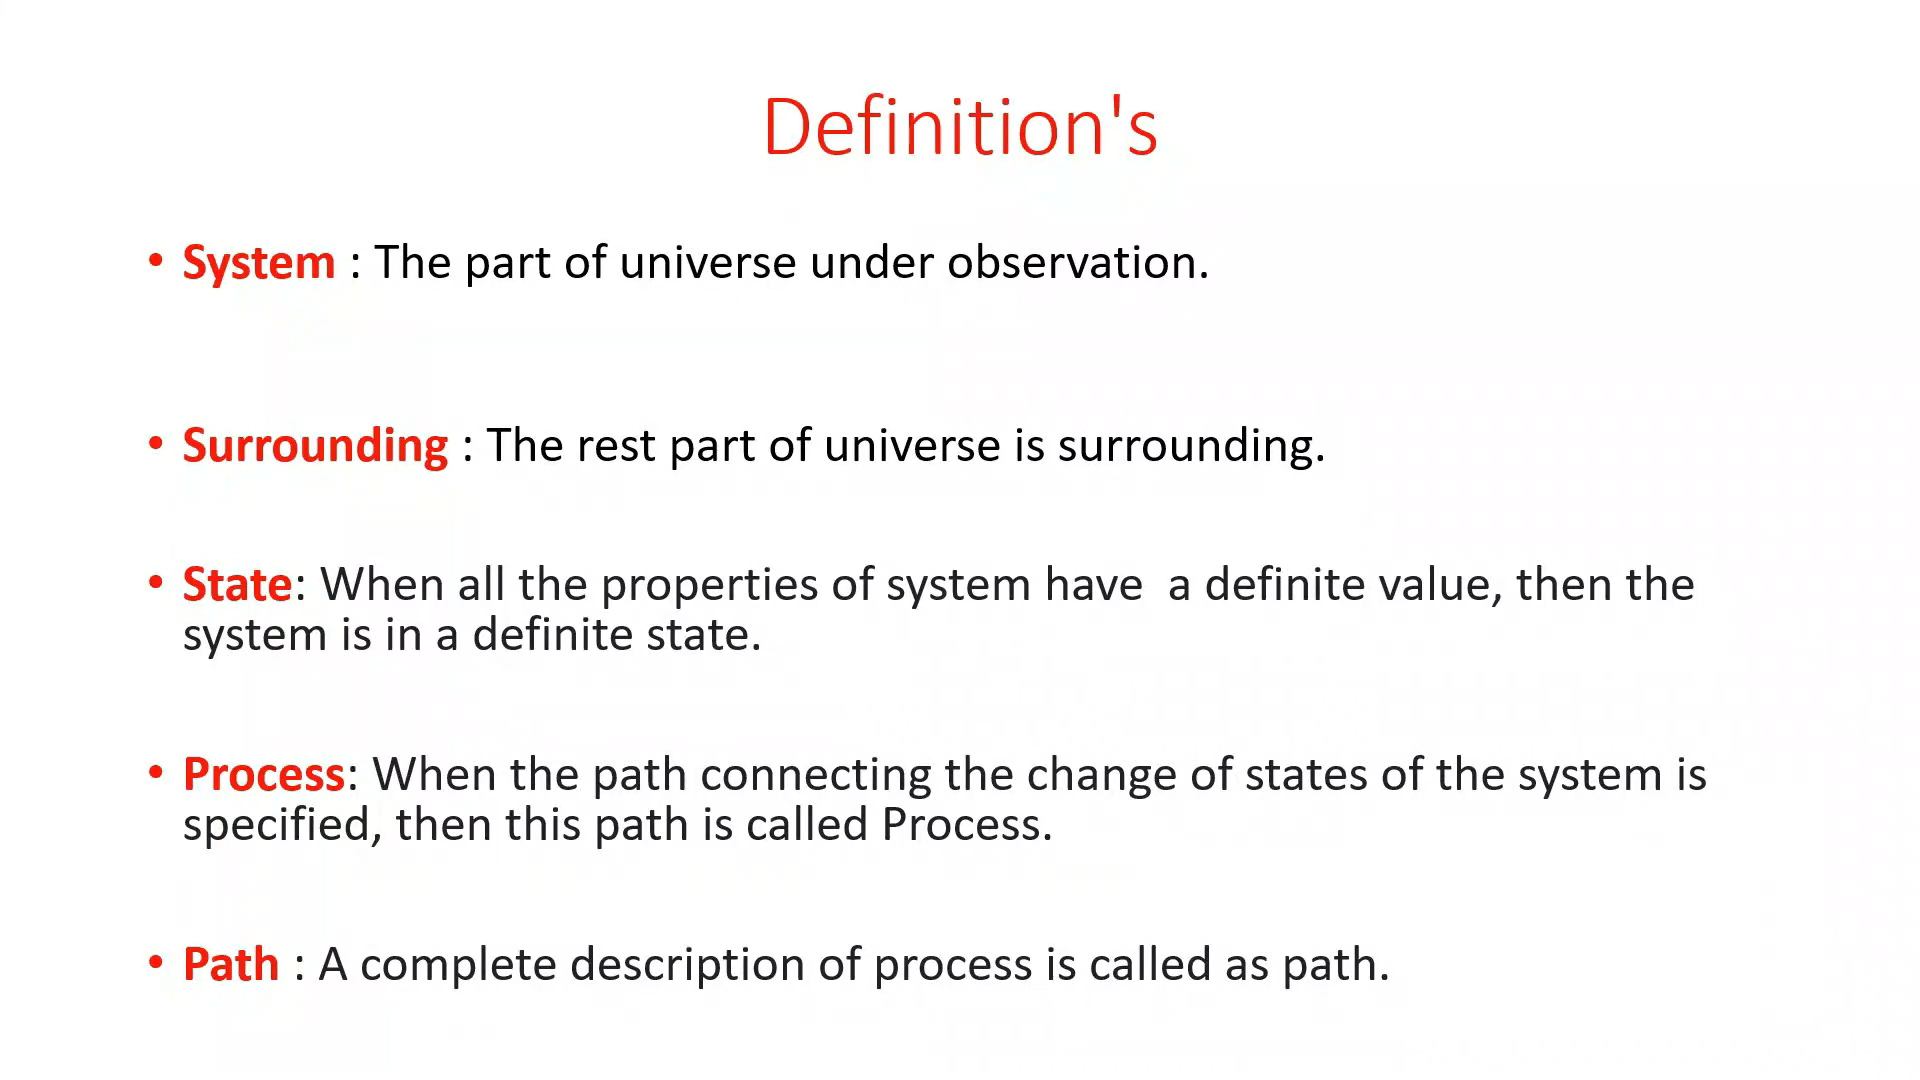 Definition's
• System : The part of universe under observation.
• Surrounding : The rest part of universe is surrounding.
• State: When all the properties of system have  a definite value, then the
system is in a definite state.
• Process: When the path connecting the change of states of the system is
specified, then this path is called Process.
• Path : A complete description of process is called as path.